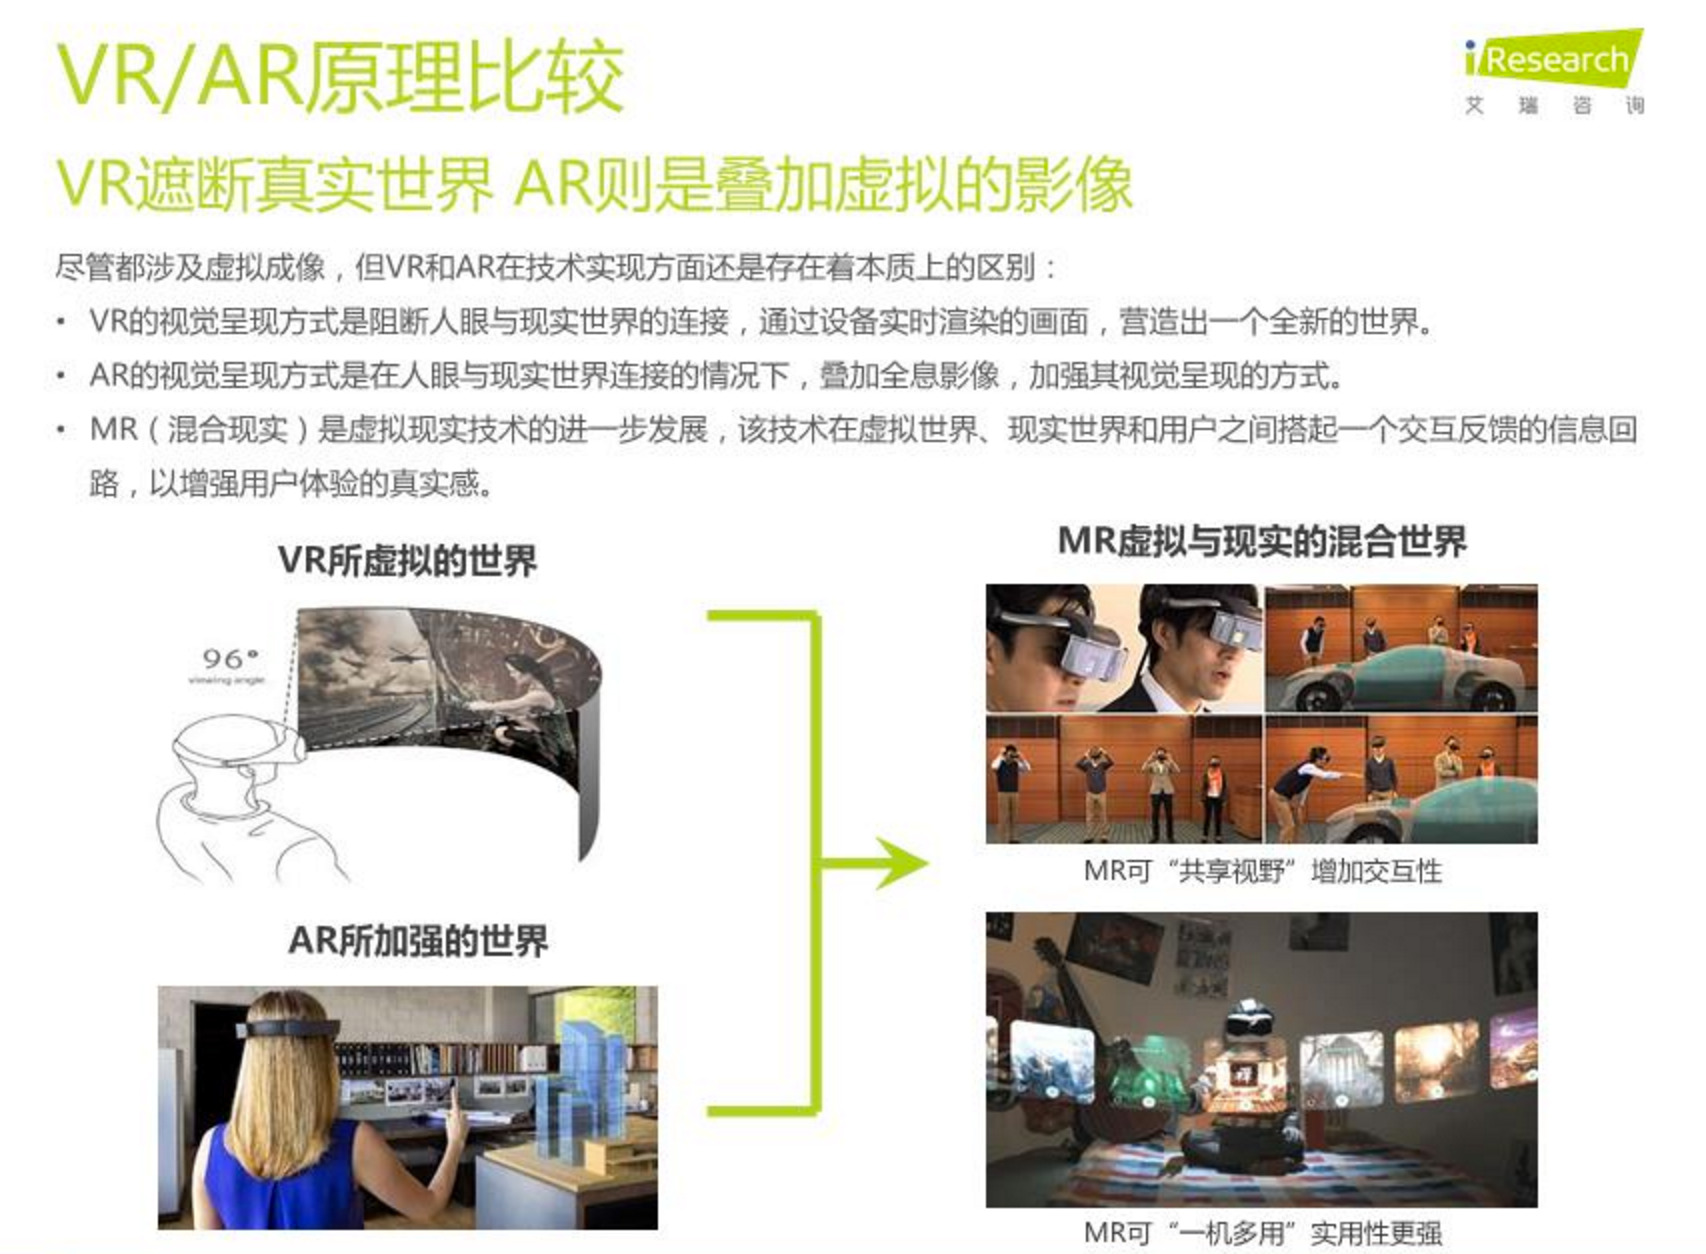 VR/AR原理比较
iResearch
艾瑞咨询
VR遮断真实世界 AR则是叠加虚拟的影像
尽管都涉及虚拟成像，但VR和AR在技术实现方面还是存在着本质上的区别：
• VR的视觉呈现方式是阻断人眼与现实世界的连接，通过设备实时渲染的画面，营造出一个全新的世界。
• AR的视觉呈现方式是在人眼与现实世界连接的情况下，叠加全息影像，加强其视觉呈现的方式。
• MR（混合现实）是虚拟现实技术的进一步发展，该技术在虚拟世界、现实世界和用户之间搭起一个交互反馈的信息回
路，以增强用户体验的真实感。
VR所虚拟的世界
96°
viewing angle
AR所加强的世界
MR虚拟与现实的混合世界
MR可“共享视野”增加交互性
MR可“一机多用”实用性更强